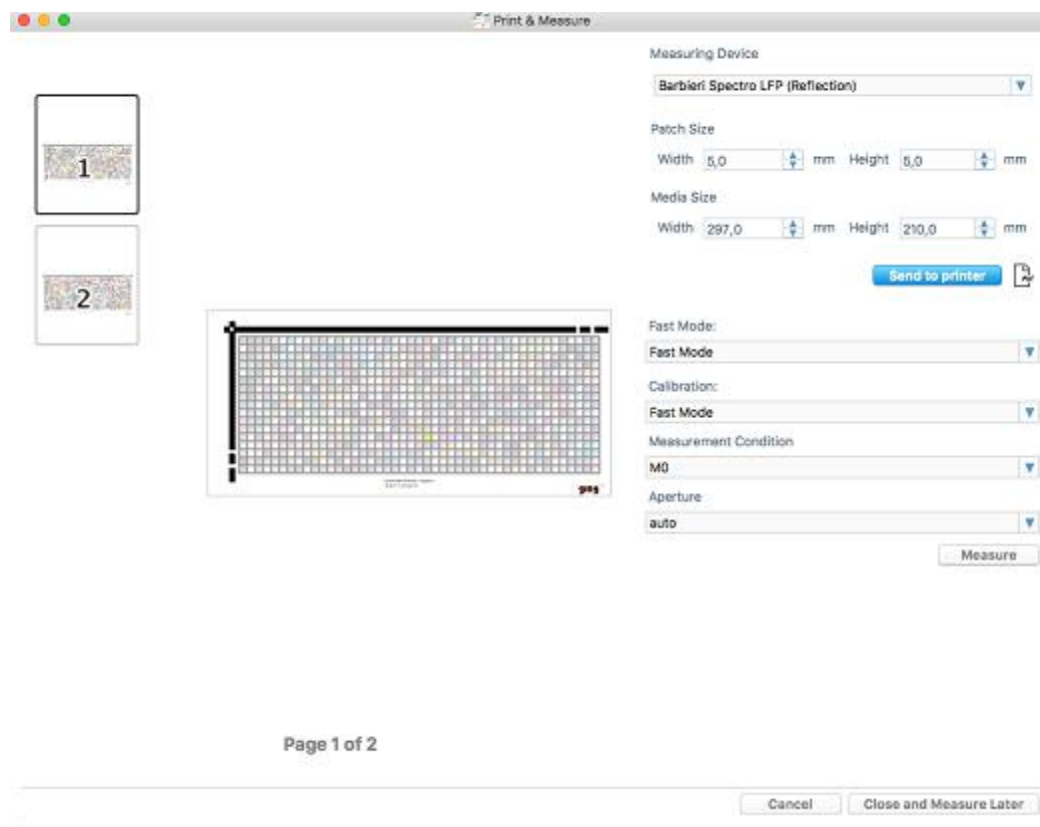 Print & Measure
Measuring Device
Barbieri Spectro LFP (Reflection)
Patch Size
Width 5,0 mm Height 5,0 mm
Media Size
Width 297,0 mm Height 210,0 mm
Send to printer
Fast Mode:
Fast Mode
Calibration:
Fast Mode
Measurement Condition
M0
Aperture
auto
Measure
1
2
Page 1 of 2
Cancel
Close and Measure Later